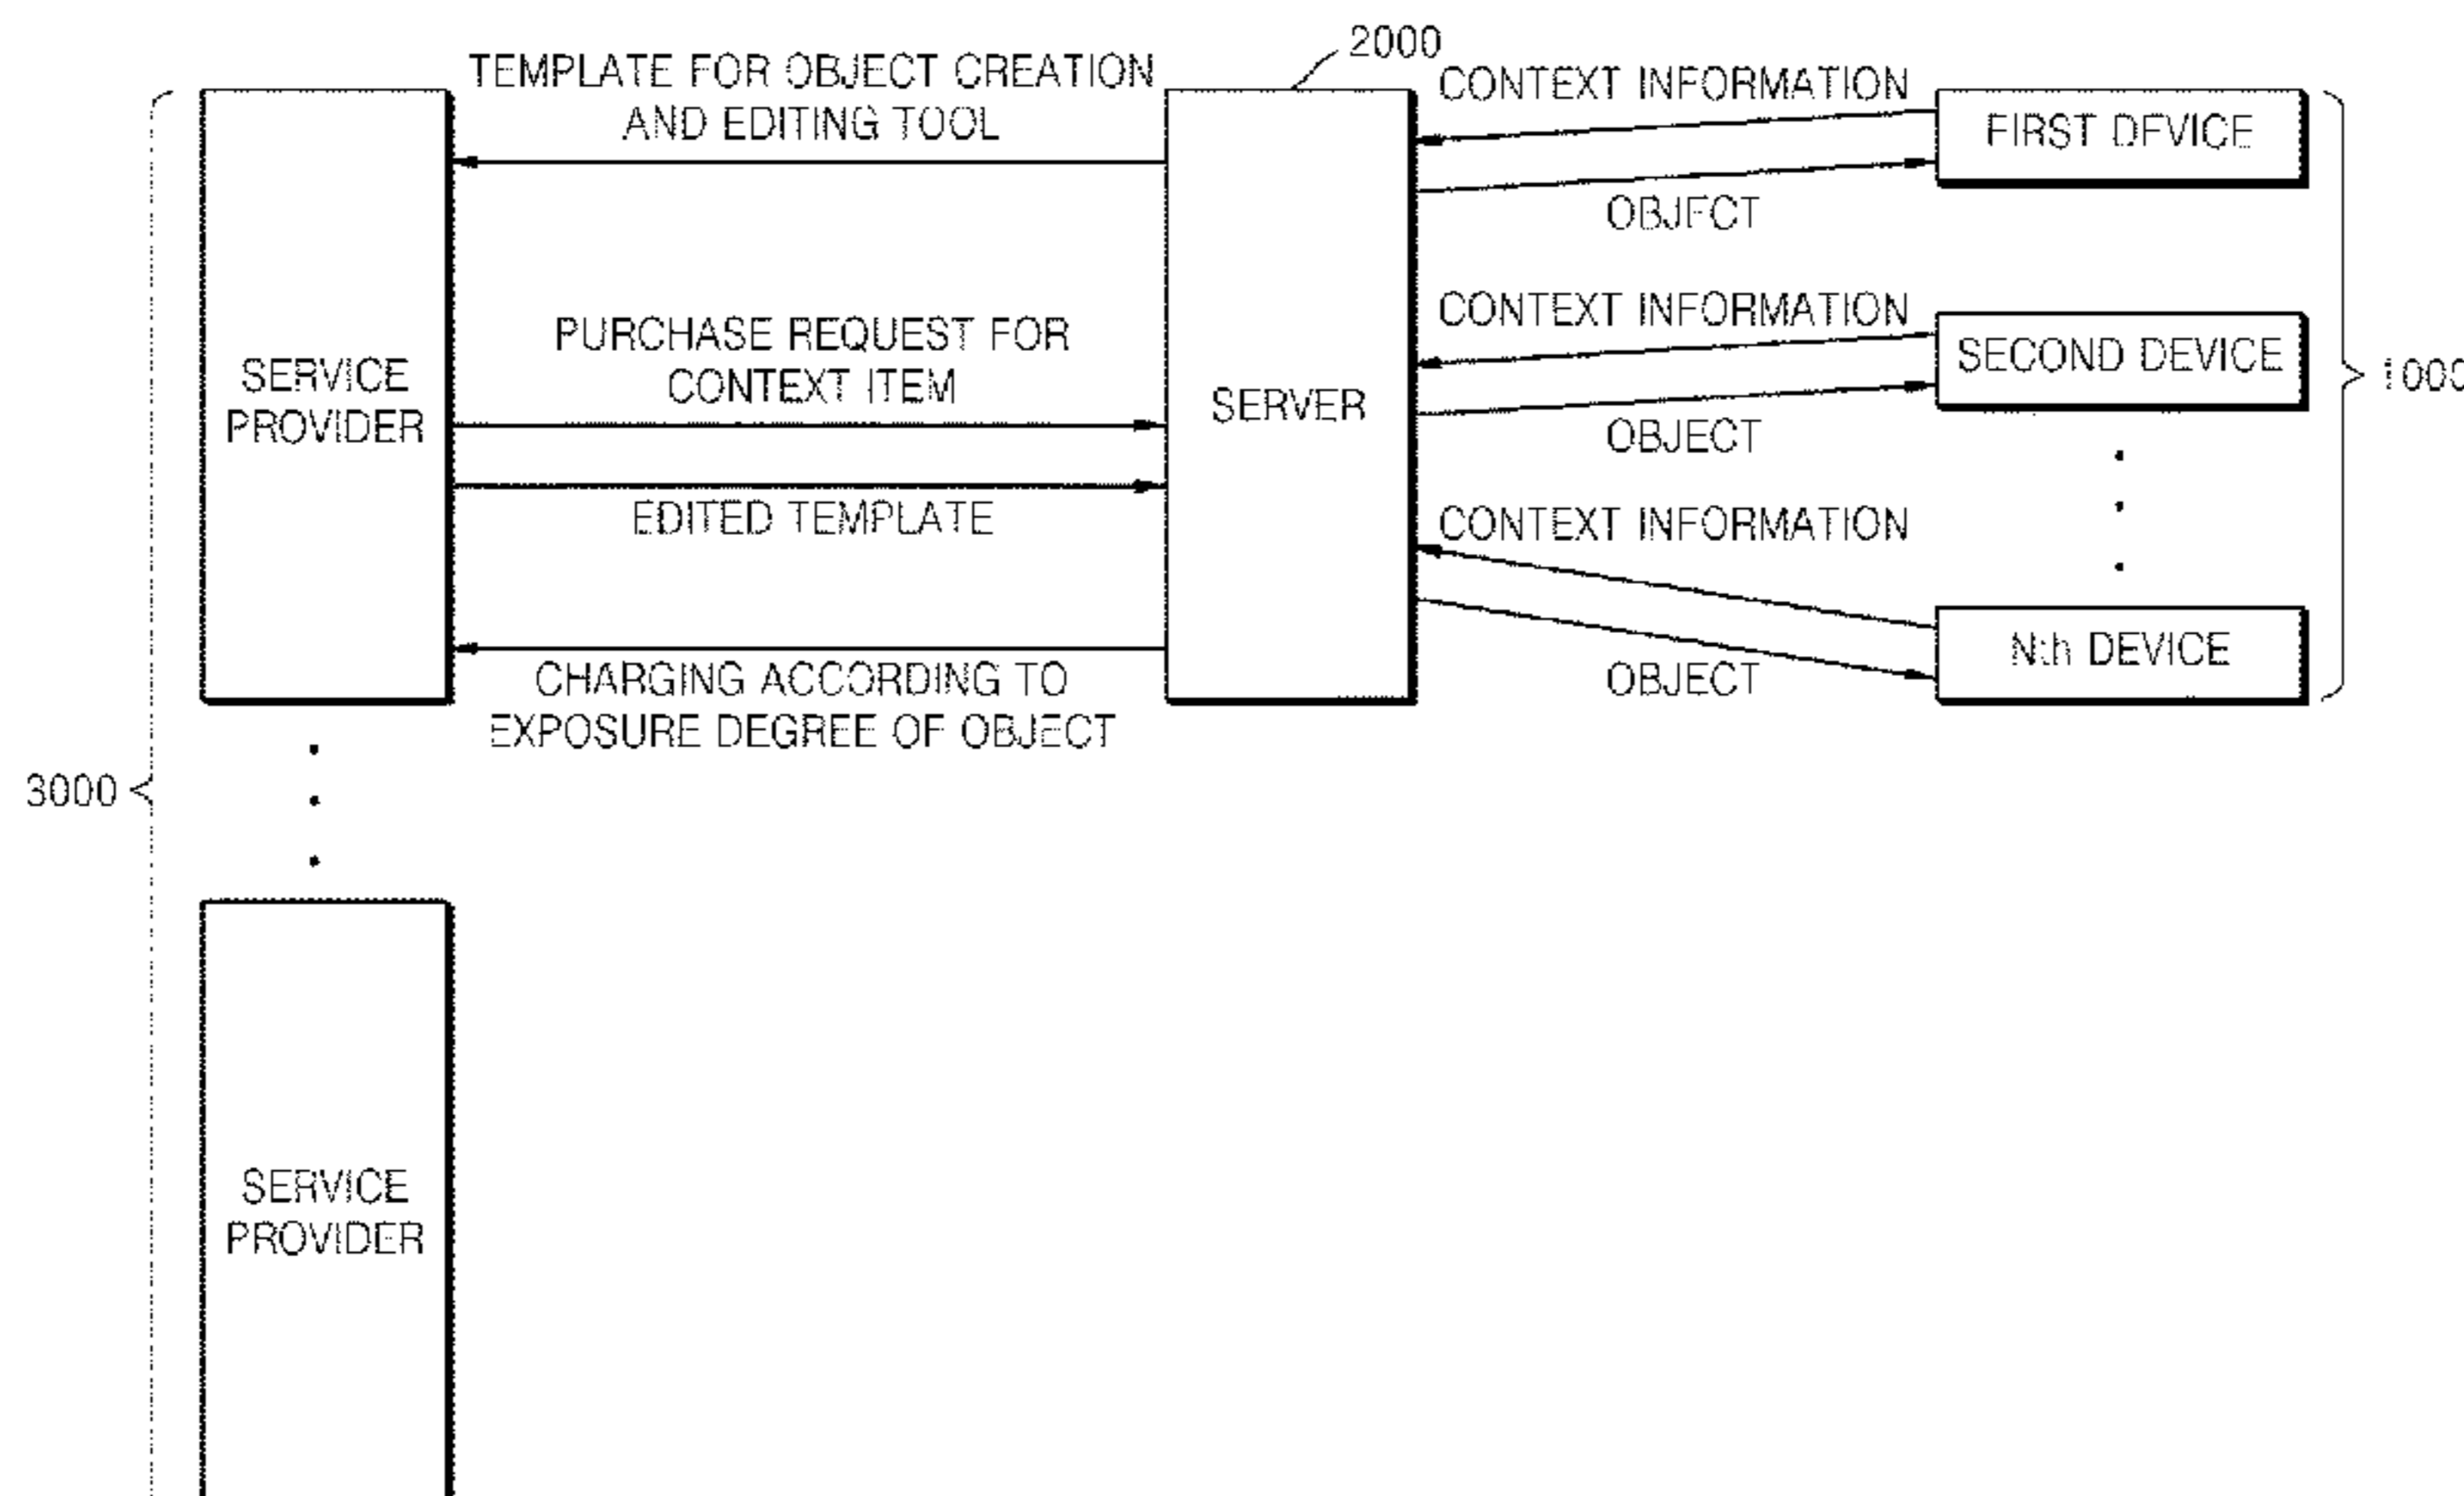 2000
TEMPLATE FOR OBJECT CREATION
AND EDITING TOOL
CONTEXT INFORMATION
FIRST DEVICE
OBJECT
PURCHASE REQUEST FOR
CONTEXT ITEM
CONTEXT INFORMATION
SECOND DEVICE
SERVICE
PROVIDER
SERVER
1000
OBJECT
EDITED TEMPLATE
CONTEXT INFORMATION
Nth DEVICE
OBJECT
CHARGING ACCORDING TO
EXPOSURE DEGREE OF OBJECT
3000
SERVICE
PROVIDER